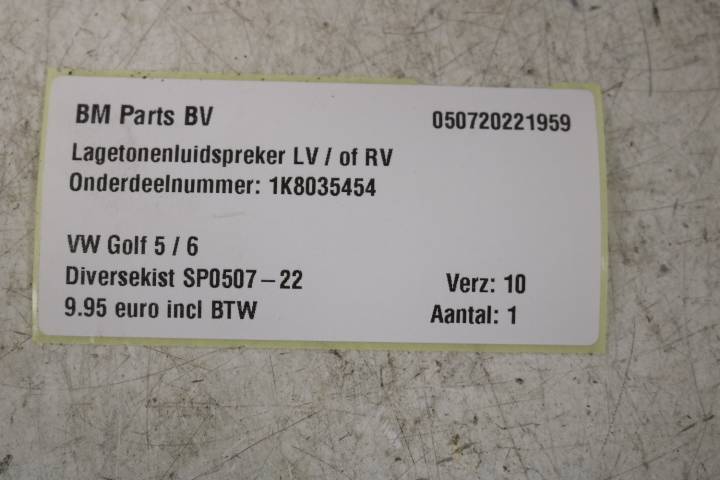 BM Parts BV 050720221959
Lagetonenluidspreker LV / of RV
Onderdeelnummer: 1K8035454
VW Golf 5 / 6
Diversekist SP0507-22 Verz: 10
9.95 euro incl BTW Aantal: 1